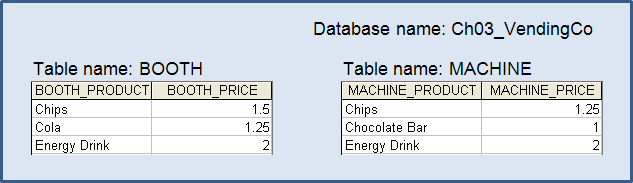 Database name: Ch03_VendingCo
Table name: BOOTH
BOOTH_PRODUCT BOOTH_PRICE
Chips 1.5
Cola 1.25
Energy Drink 2
Table name: MACHINE
MACHINE_PRODUCT MACHINE_PRICE
Chips 1.25
Chocolate Bar 1
Energy Drink 2